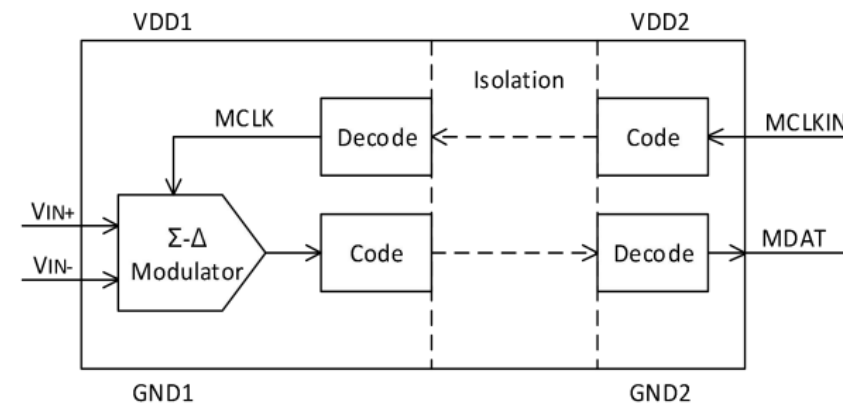 VDD1
VDD2
Isolation
MCLK
Decode
Code
MCLKIN
VIN+
VIN-
Σ-Δ
Modulator
Code
Decode
MDAT
GND1
GND2